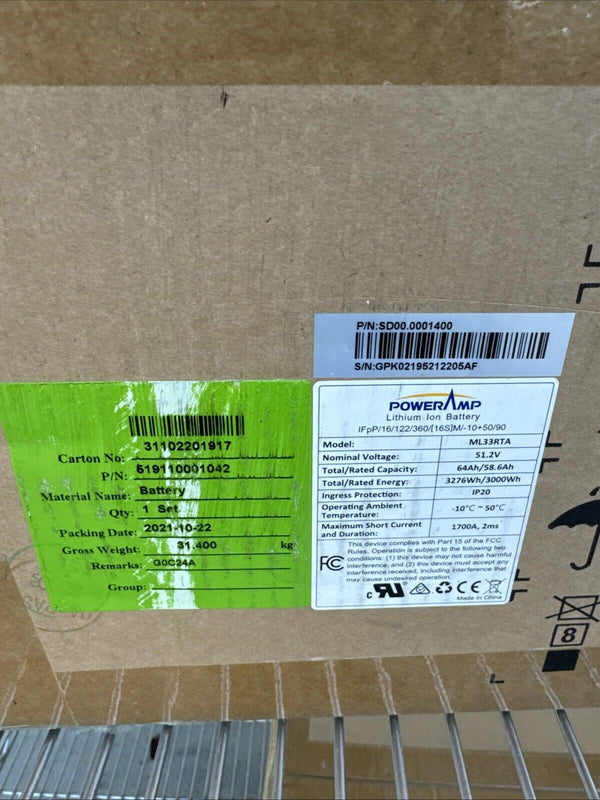 P/N:SD00.0001400
S/N:GPK02195212205AF
31102201917
Carton No:
P/N: 519110001042
Material Name: Battery
Qty: 1 Set
Packing Date: 2021-10-22
Gross Weight: 31.400 kg
Remarks: G0C24A
Group:
POWERAMP
Lithium Ion Battery
IFpP/16/122/360/[16S]M/-10+50/90
Model: ML33RTA
Nominal Voltage: 51.2V
Total/Rated Capacity: 64Ah/58.6Ah
Total/Rated Energy: 3276Wh/3000Wh
Ingress Protection: IP20
Operating Ambient Temperature: -10°C ~ 50°C
Maximum Short Current and Duration: 1700A, 2ms
FC
This device complies with Part 15 of the FCC
Rules. Operation is subject to the following two
conditions: (1) this device may not cause harmful
interference, and (2) this device must accept any
interference received, including interference that
may cause undesired operation.
c RU us CE
Made In China
8